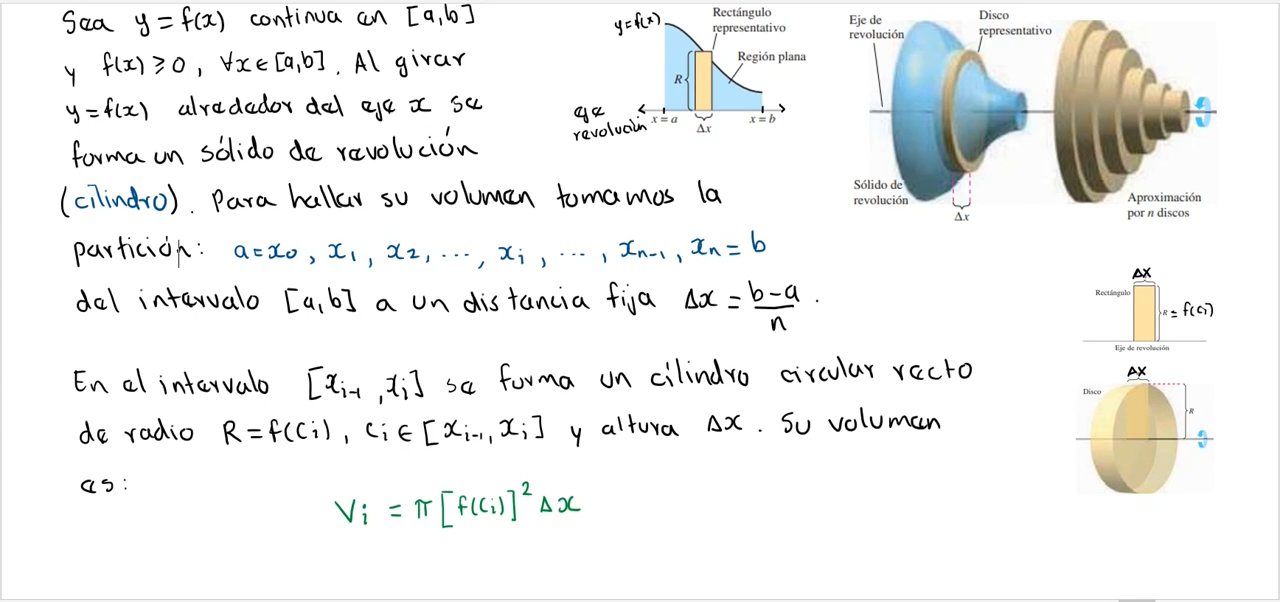 Sea y = f(x) continua en [a,b]
y f(x) ≥ 0, ∀x ∈ [a,b]. Al girar
y = f(x) alrededor del eje x se
forma un sólido de revolución
(cilindro). Para hallar su volumen tomamos la
partición: a = x₀, x₁, x₂, ..., xᵢ, ..., xₙ₋₁, xₙ = b
del intervalo [a,b] a un distancia fija Δx = (b-a)/n.
En el intervalo [xᵢ₋₁, xᵢ] se forma un cilindro circular recto
de radio R = f(cᵢ), cᵢ ∈ [xᵢ₋₁, xᵢ] y altura Δx. Su volumen
es:
Vᵢ = π[f(cᵢ)]² Δx
y = f(x)
Rectángulo
representativo
Región plana
R
eje
revolución
x = a
Δx
x = b
Eje de
revolución
Disco
representativo
Sólido de
revolución
Δx
Aproximación
por n discos
Δx
Rectángulo
R = f(ci)
Eje de revolución
Δx
Disco
R